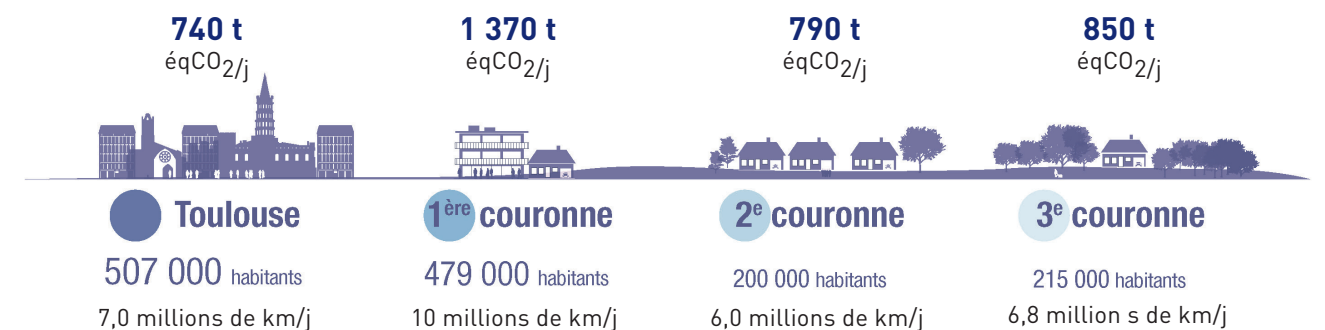 740 t 1 370 t 790 t 850 t
éqCO2/j éqCO2/j éqCO2/j éqCO2/j
Toulouse 1ère couronne 2e couronne 3e couronne
507 000 habitants 479 000 habitants 200 000 habitants 215 000 habitants
7,0 millions de km/j 10 millions de km/j 6,0 millions de km/j 6,8 million s de km/j